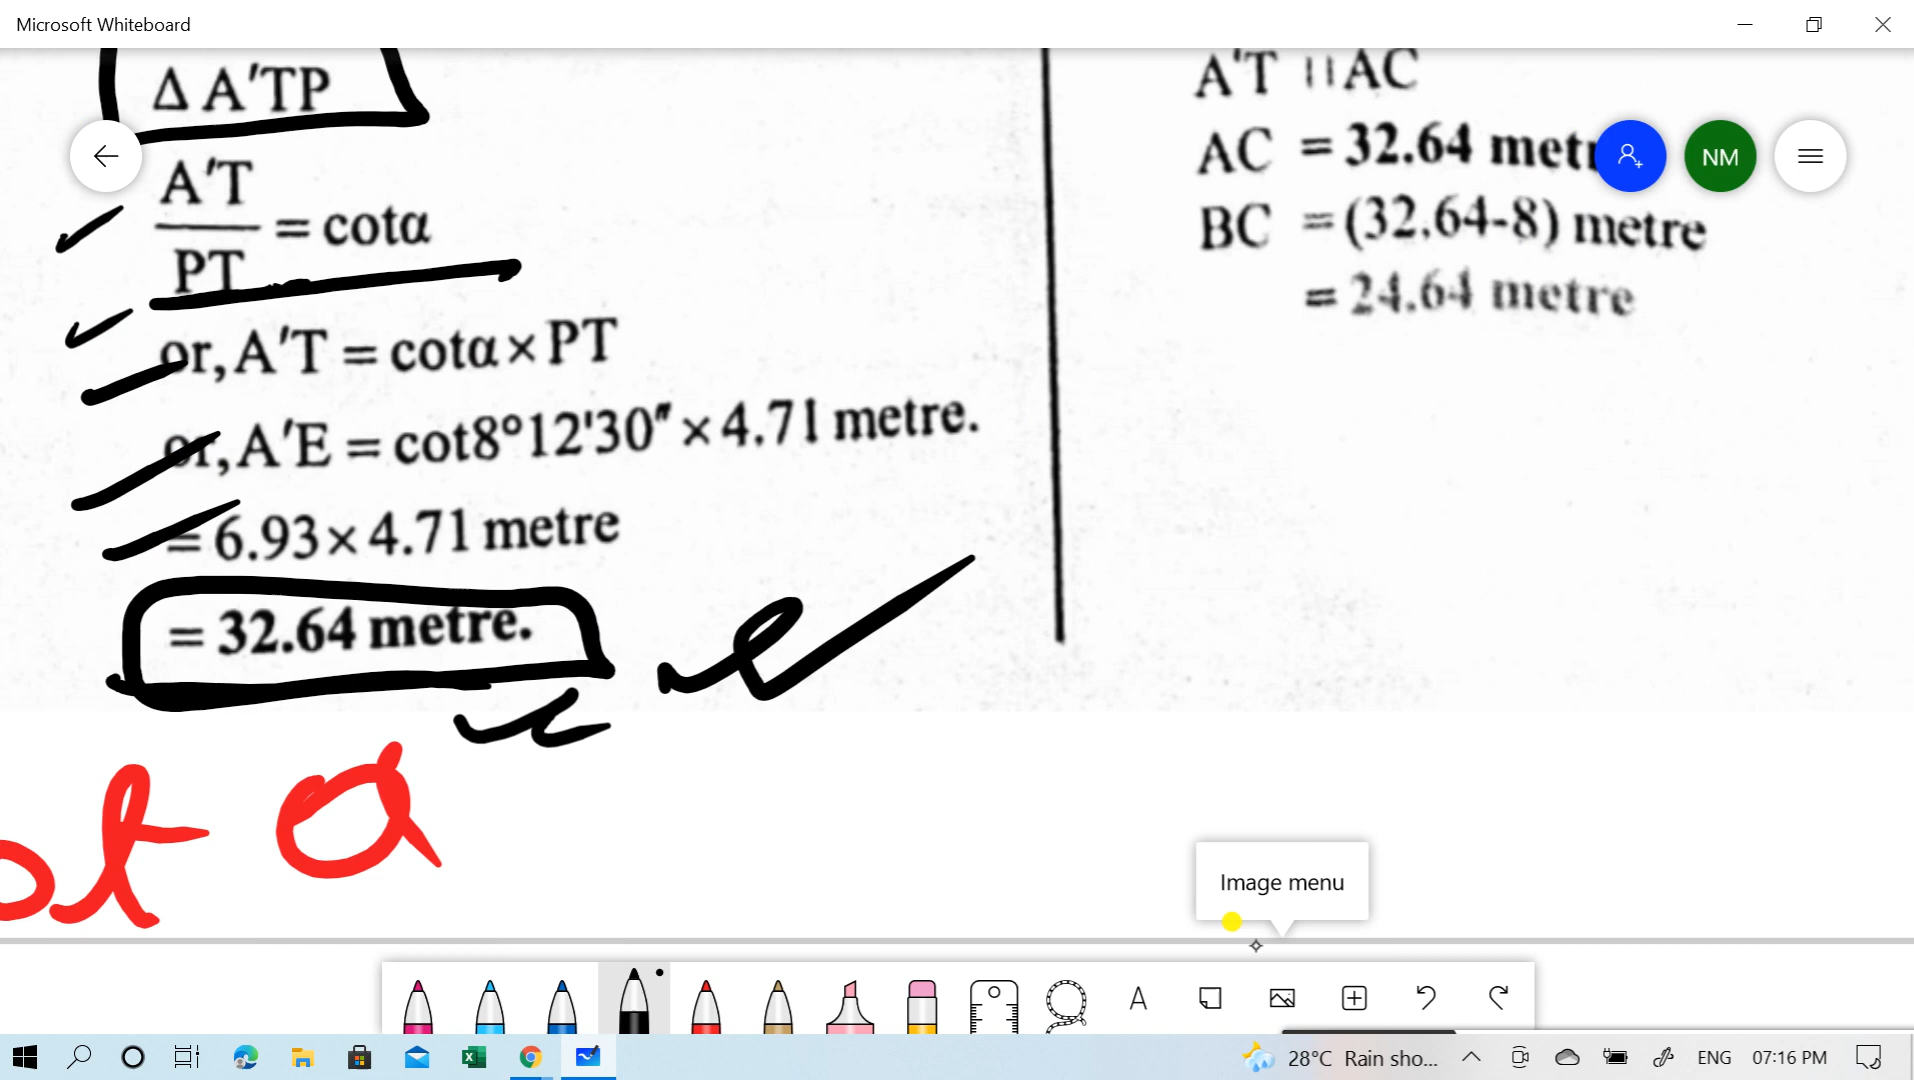 Microsoft Whiteboard
Δ A'TP
A'T
PT
= cotα
or, A'T = cotα × PT
or, A'E = cot8°12'30" × 4.71 metre.
= 6.93 × 4.71 metre
= 32.64 metre.
A'T || AC
AC = 32.64 metr
BC = (32.64-8) metre
= 24.64 metre
NM
ot α
Image menu
A
28°C Rain sho...
ENG
07:16 PM